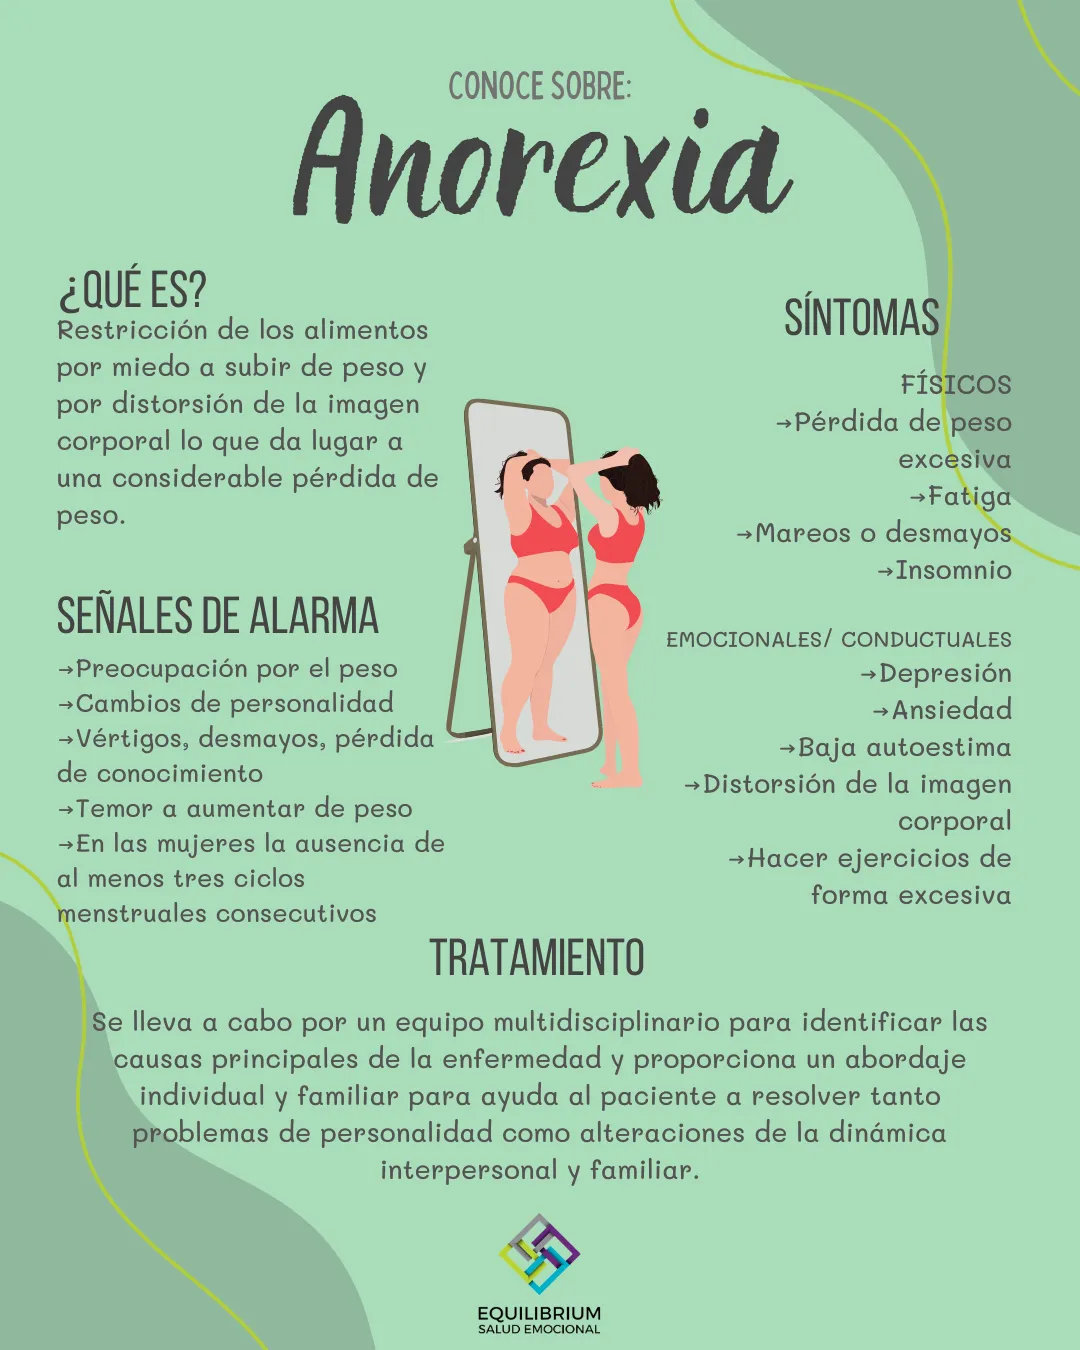 CONOCE SOBRE:
Anorexia
¿QUÉ ES?
Restricción de los alimentos
por miedo a subir de peso y
por distorsión de la imagen
corporal lo que da lugar a
una considerable pérdida de
peso.
SEÑALES DE ALARMA
→Preocupación por el peso
→Cambios de personalidad
→Vértigos, desmayos, pérdida
de conocimiento
→Temor a aumentar de peso
→En las mujeres la ausencia de
al menos tres ciclos
menstruales consecutivos
SÍNTOMAS
FÍSICOS
→Pérdida de peso
excesiva
→Fatiga
→Mareos o desmayos
→Insomnio
EMOCIONALES/ CONDUCTUALES
→Depresión
→Ansiedad
→Baja autoestima
→Distorsión de la imagen
corporal
→Hacer ejercicios de
forma excesiva
TRATAMIENTO
Se lleva a cabo por un equipo multidisciplinario para identificar las
causas principales de la enfermedad y proporciona un abordaje
individual y familiar para ayuda al paciente a resolver tanto
problemas de personalidad como alteraciones de la dinámica
interpersonal y familiar.
EQUILIBRIUM
SALUD EMOCIONAL